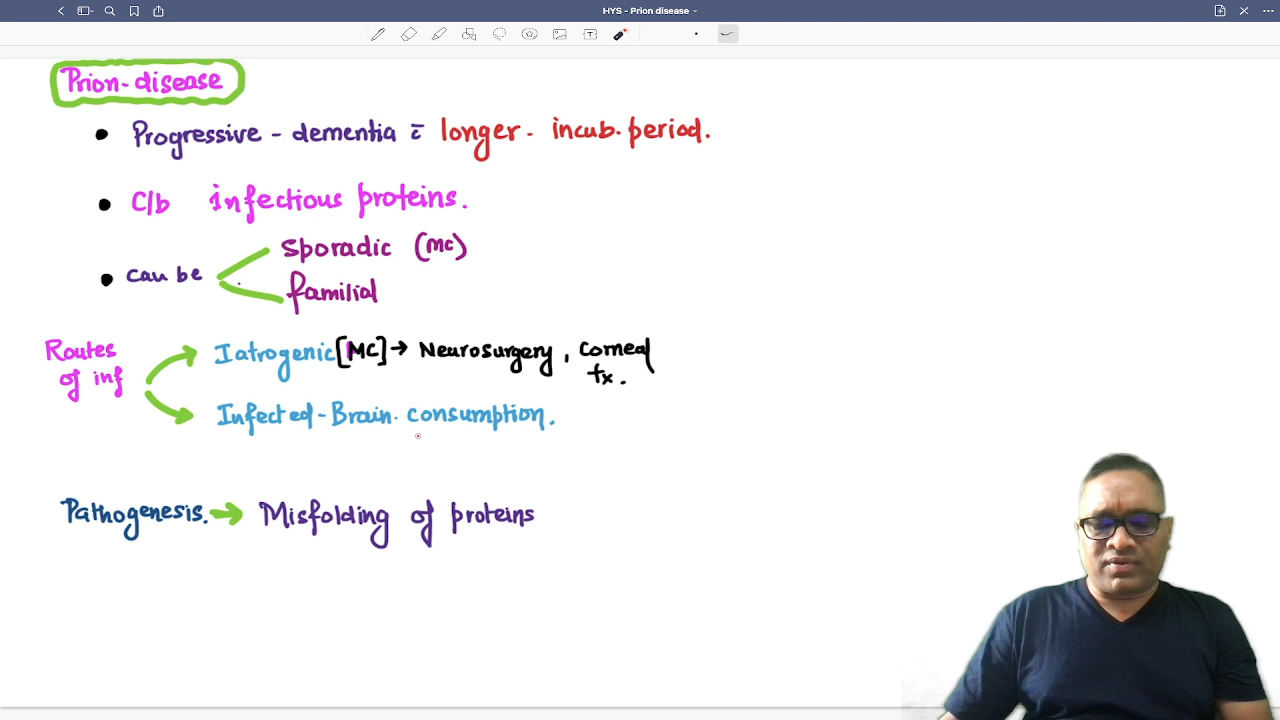 HYS - Prion disease
Prion-disease
• Progressive - dementia c̄ longer - incub. period.
• C/b infectious proteins.
• can be
Sporadic (MC)
familial
Routes of inf
Iatrogenic [MC] → Neurosurgery, Corneal tx.
Infected - Brain consumption.
Pathogenesis. → Misfolding of proteins